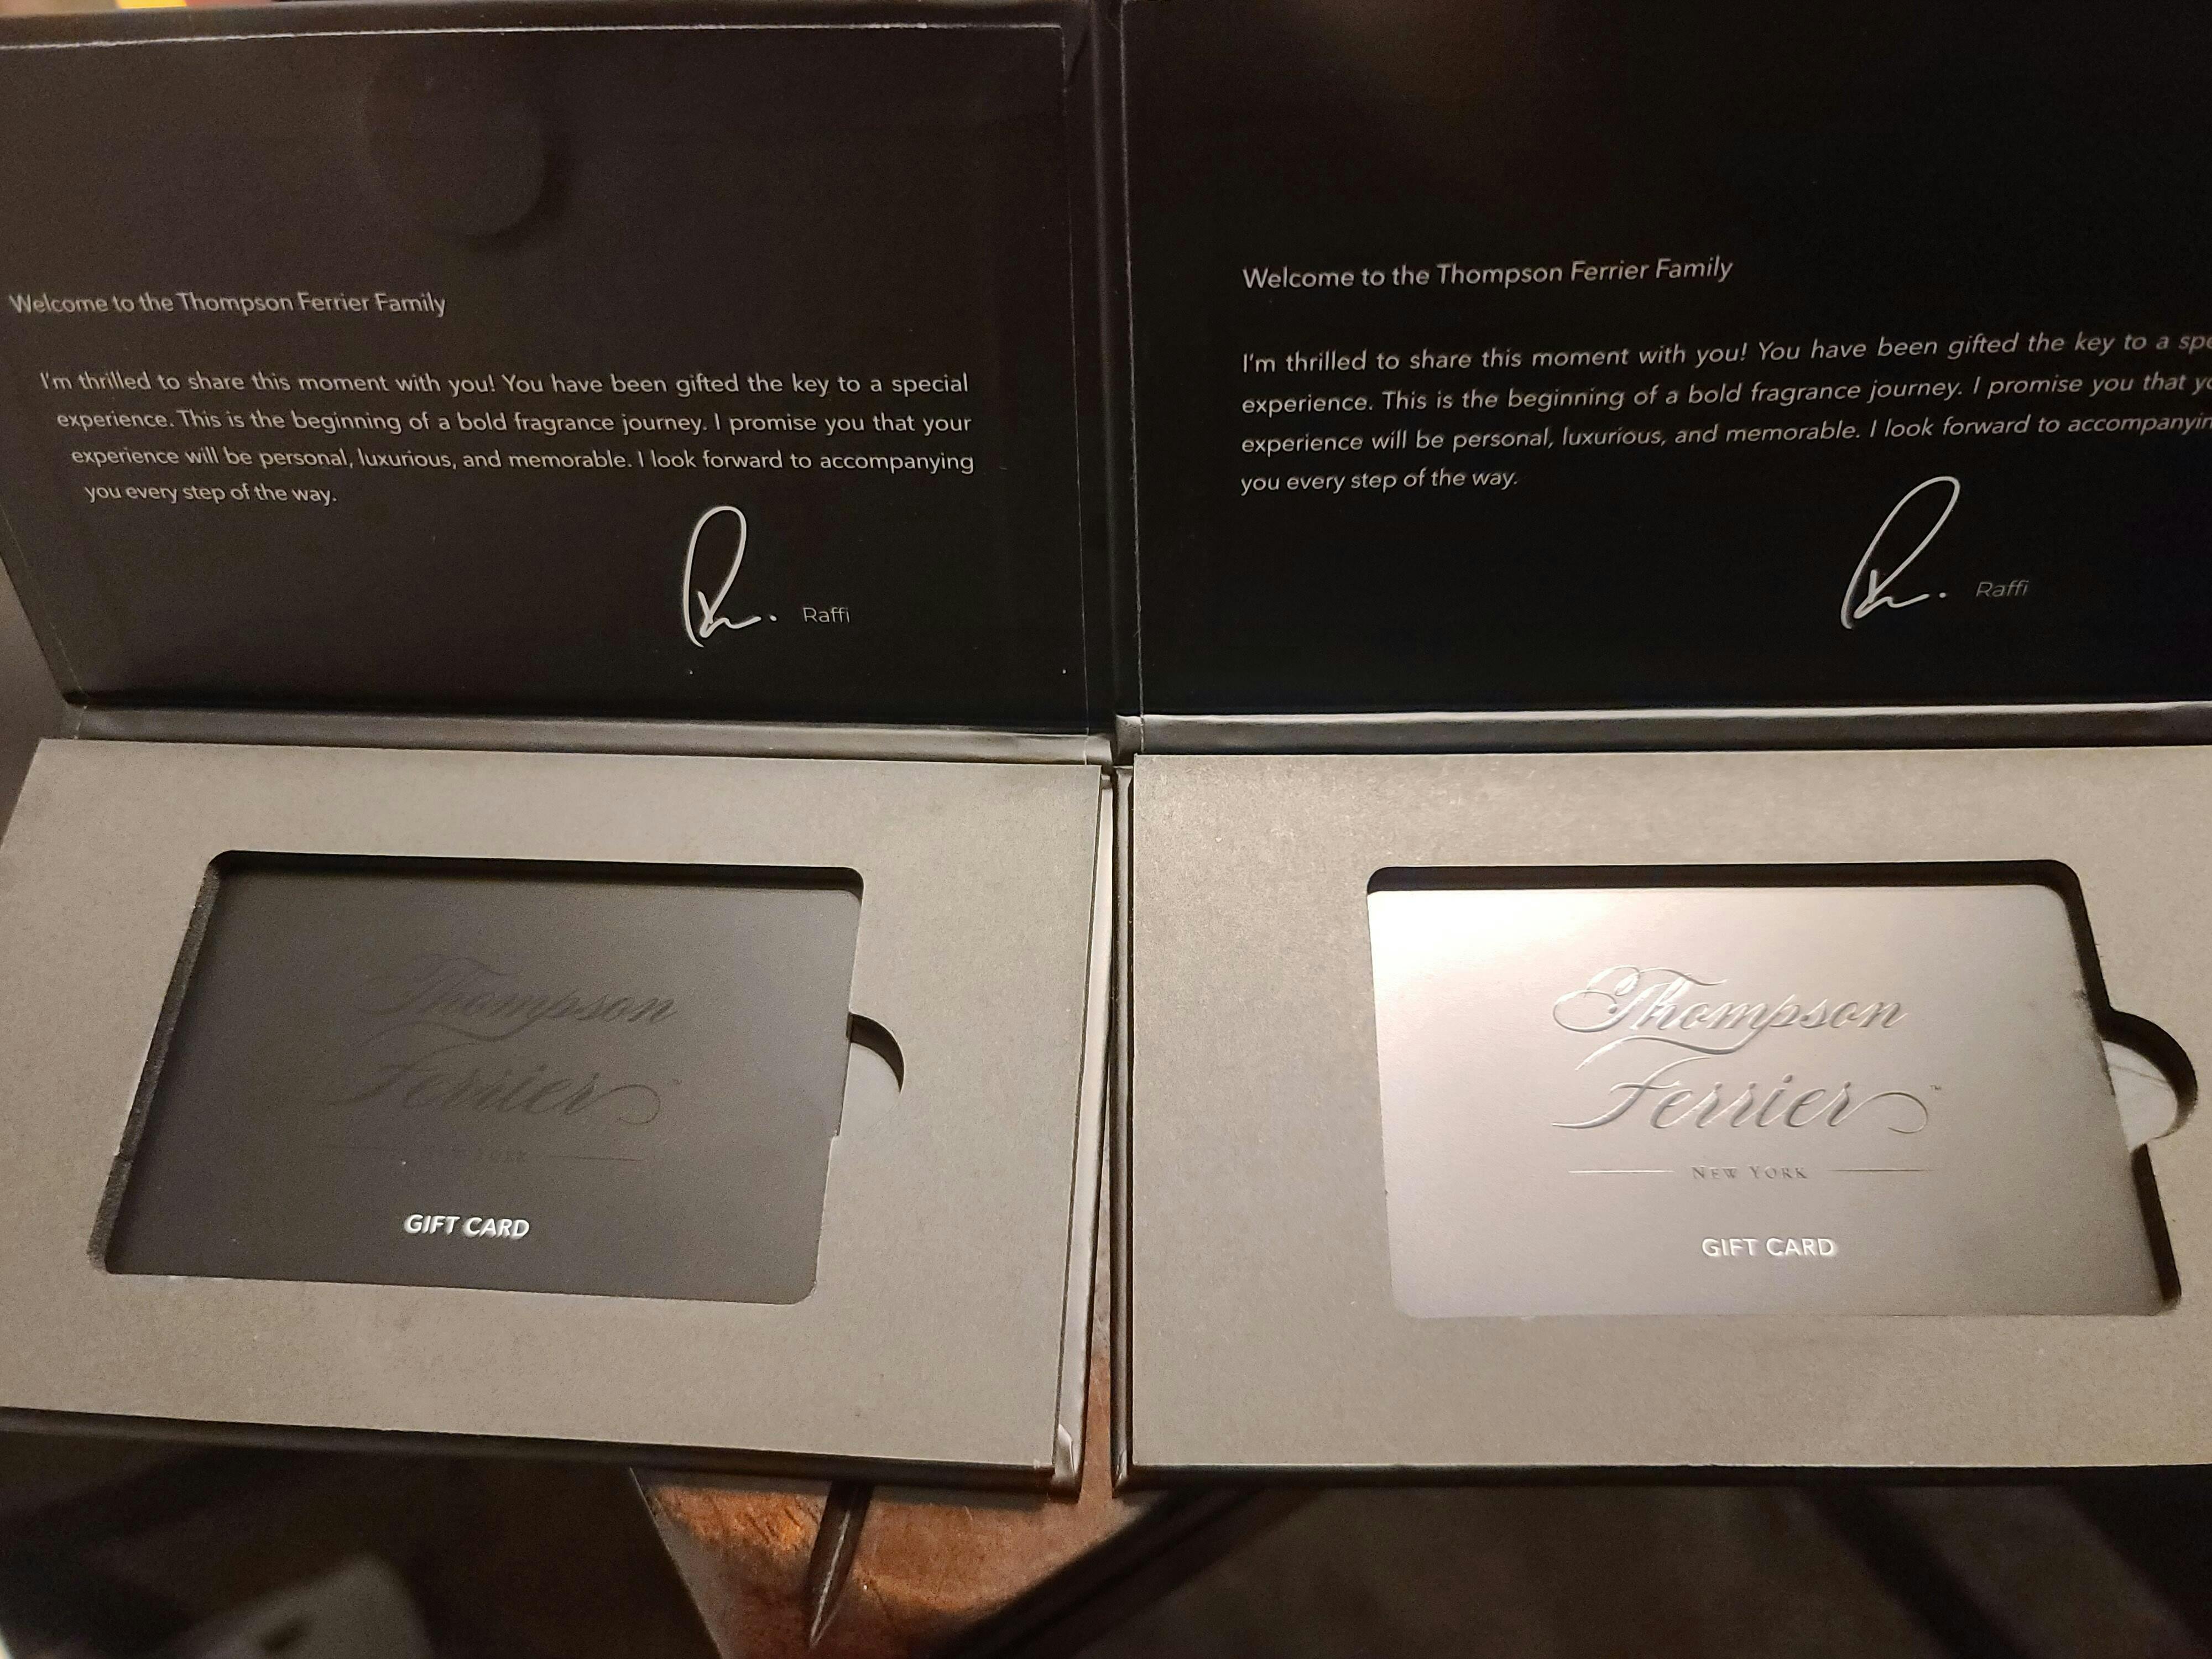 Welcome to the Thompson Ferrier Family
I'm thrilled to share this moment with you! You have been gifted the key to a special
experience. This is the beginning of a bold fragrance journey. I promise you that your
experience will be personal, luxurious, and memorable. I look forward to accompanying
you every step of the way.
R.
Raffi
Thompson
Ferrier™
NEW YORK
GIFT CARD
Welcome to the Thompson Ferrier Family
I'm thrilled to share this moment with you! You have been gifted the key to a
experience. This is the beginning of a bold fragrance journey. I promise you that
experience will be personal, luxurious, and memorable. I look forward to
you every step of the way.
R.
Raffi
Thompson
Ferrier™
NEW YORK
GIFT CARD